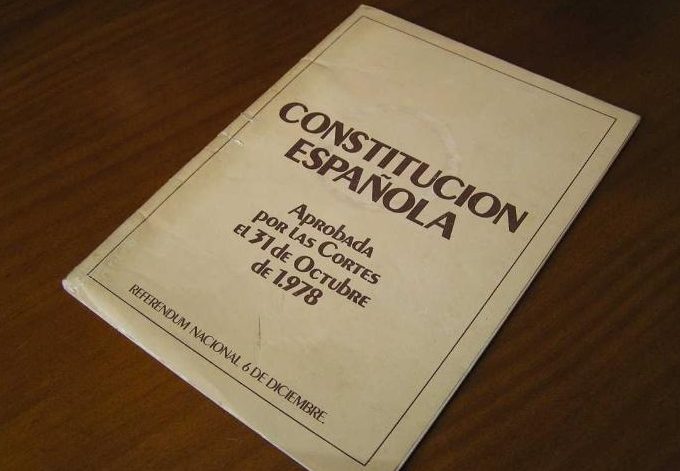 CONSTITUCION
ESPAÑOLA
Aprobada
por las Cortes
el 31 de Octubre
de 1.978
REFERENDUM NACIONAL 6 DE DICIEMBRE.